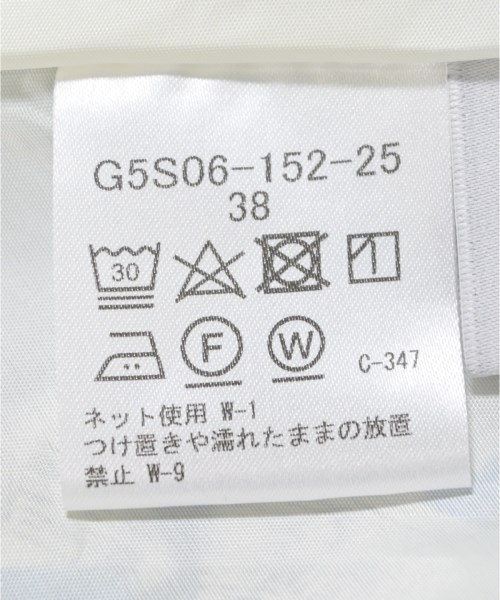 G5S06-152-25
38
30
F W C-347
ネット使用 W-1
つけ置きや濡れたままの放置
禁止 W-9